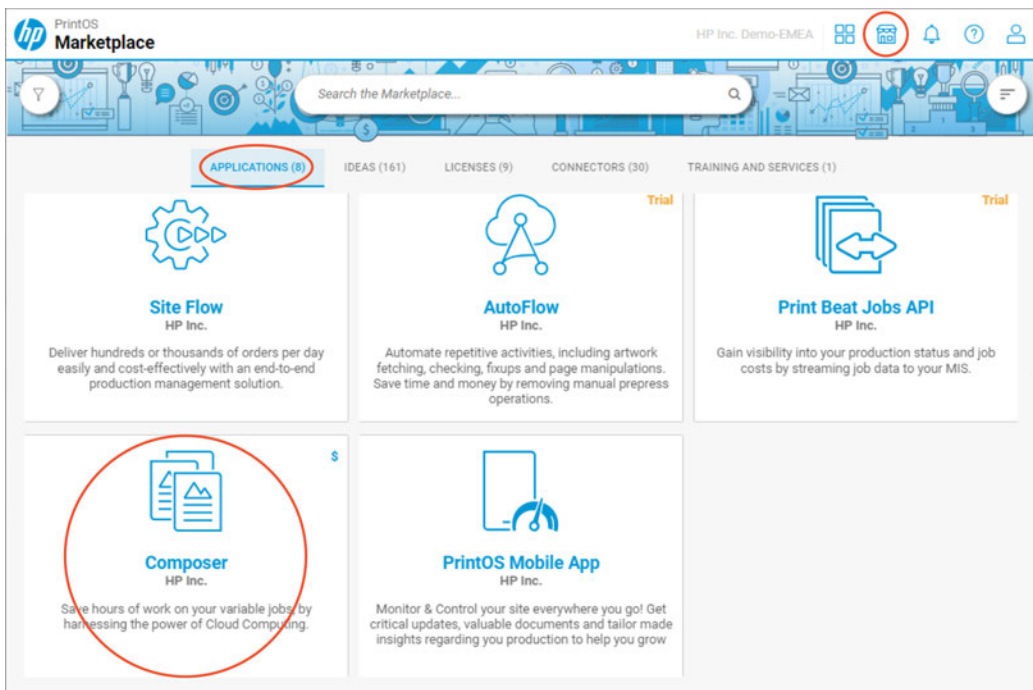 hp
PrintOS
Marketplace
HP Inc. Demo-EMEA
?
Search the Marketplace...
$
1 2 3
APPLICATIONS (8) IDEAS (161) LICENSES (9) CONNECTORS (30) TRAINING AND SERVICES (1)
Site Flow
HP Inc.
Deliver hundreds or thousands of orders per day
easily and cost-effectively with an end-to-end
production management solution.
Trial
AutoFlow
HP Inc.
Automate repetitive activities, including artwork
fetching, checking, fixups and page manipulations.
Save time and money by removing manual prepress
operations.
Trial
Print Beat Jobs API
HP Inc.
Gain visibility into your production status and job
costs by streaming job data to your MIS.
$
Composer
HP Inc.
Save hours of work on your variable jobs, by
harnessing the power of Cloud Computing.
PrintOS Mobile App
HP Inc.
Monitor & Control your site everywhere you go! Get
critical updates, valuable documents and tailor made
insights regarding you production to help you grow